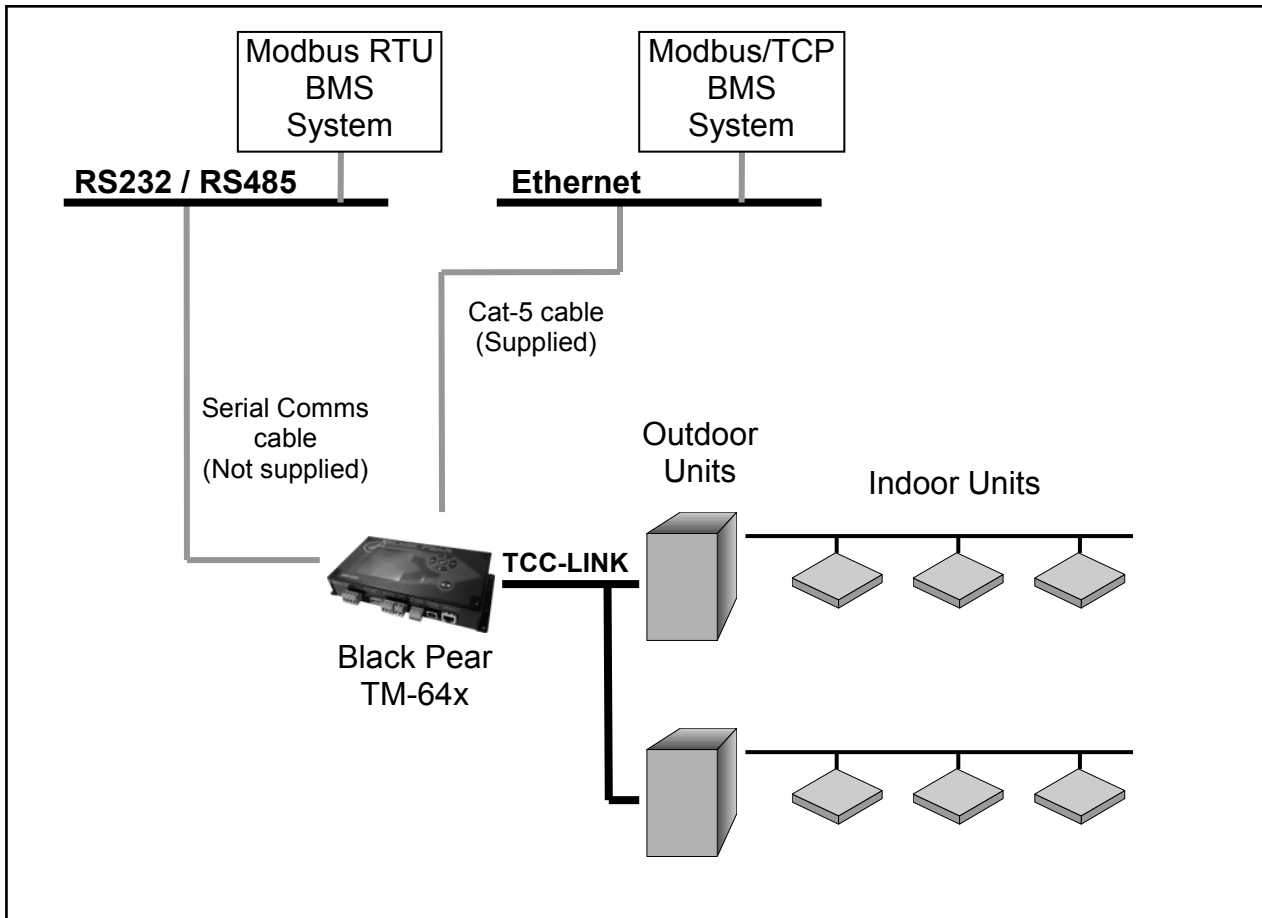 Modbus RTU
BMS
System
Modbus/TCP
BMS
System
RS232 / RS485
Ethernet
Cat-5 cable
(Supplied)
Serial Comms
cable
(Not supplied)
Outdoor
Units
Indoor Units
TCC-LINK
Black Pear
TM-64x